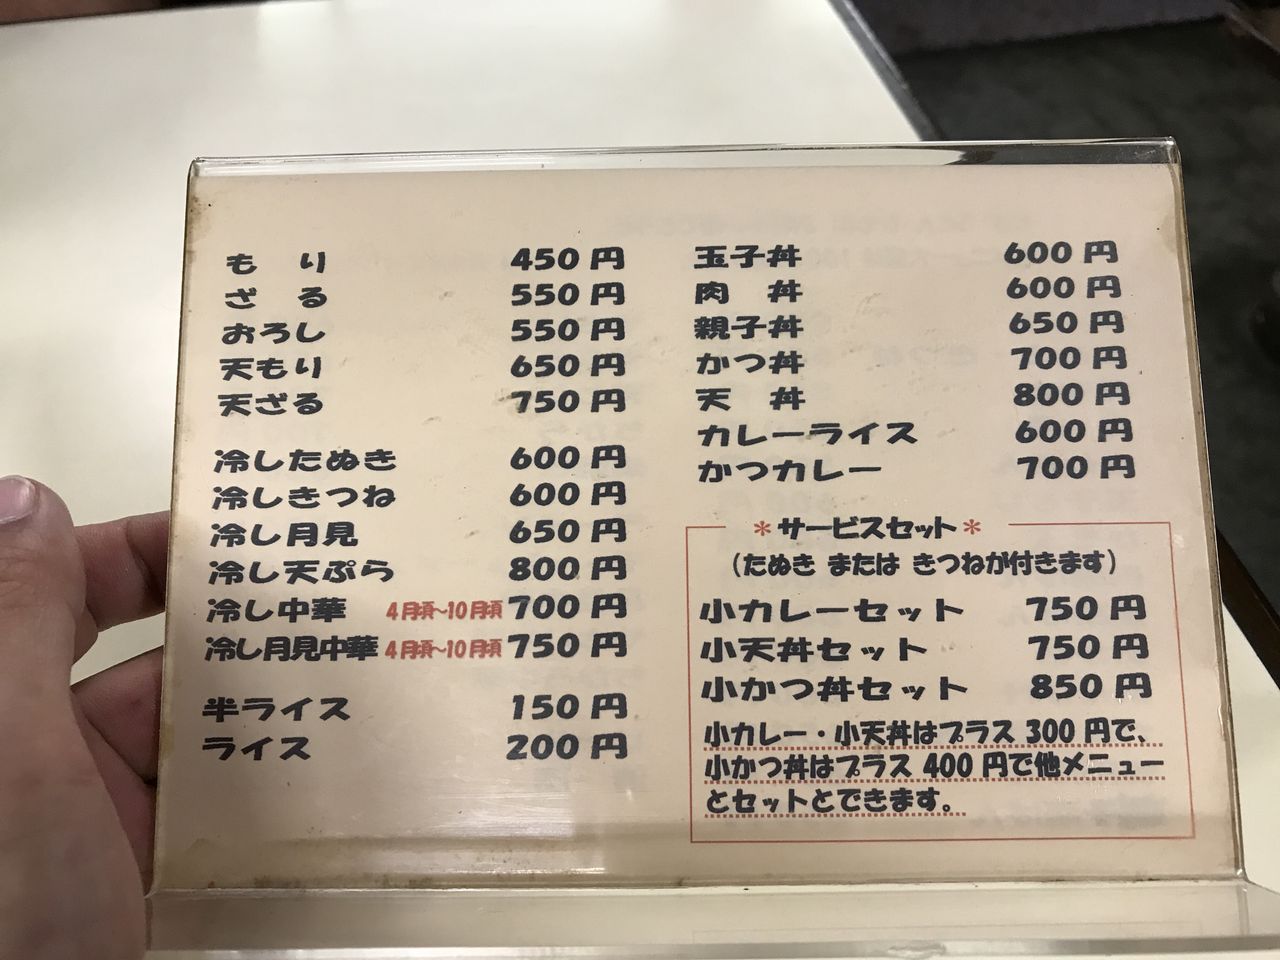 もり 450円
ざる 550円
おろし 550円
天もり 650円
天ざる 750円
冷したぬき 600円
冷しきつね 600円
冷し月見 650円
冷し天ぷら 800円
冷し中華 4月頃~10月頃 700円
冷し月見中華 4月頃~10月頃 750円
半ライス 150円
ライス 200円
玉子丼 600円
肉丼 600円
親子丼 650円
かつ丼 700円
天丼 800円
カレーライス 600円
かつカレー 700円
*サービスセット*
(たぬき または きつねが付きます)
小カレーセット 750円
小天丼セット 750円
小かつ丼セット 850円
小カレー・小天丼はプラス 300円で、
小かつ丼はプラス 400円で他メニュー
とセットとできます。